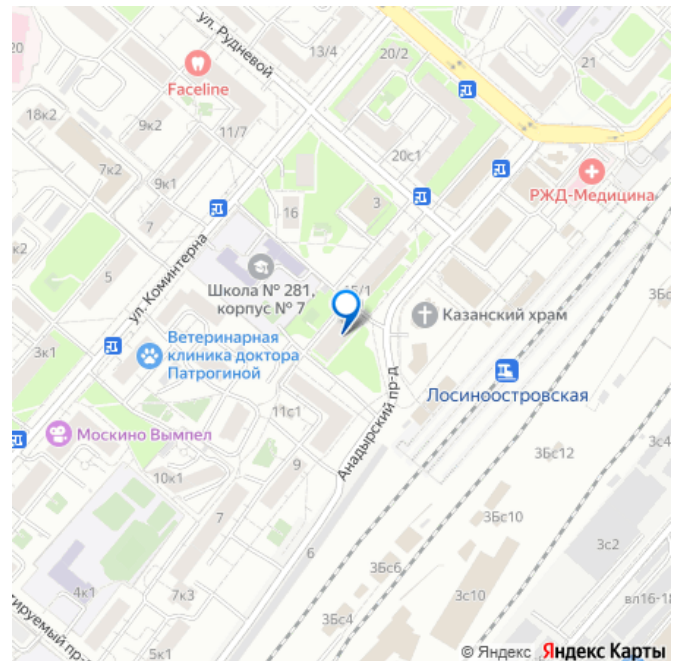 ул. Рудневой
20
13/4
20/2
21
Faceline
18к2
9к2
11/7
7к2
20с1
РЖД-Медицина
9к1
16
3
7
к2
ул. Коминтерна
5
Школа № 281,
корпус № 7
15/1
Казанский храм
3к1
Ветеринарная
клиника доктора
Патрогиной
Лосиноостровская
11с1
Москино Вымпел
Анадырский пр-д
9
10к1
3Бс12
3с4
7
3Бс10
6
3с2
3Бс6
4к1
7к3
3с10
вл16-18
3Бс4
тируемый пр-
5к1
© Яндекс Яндекс Карты